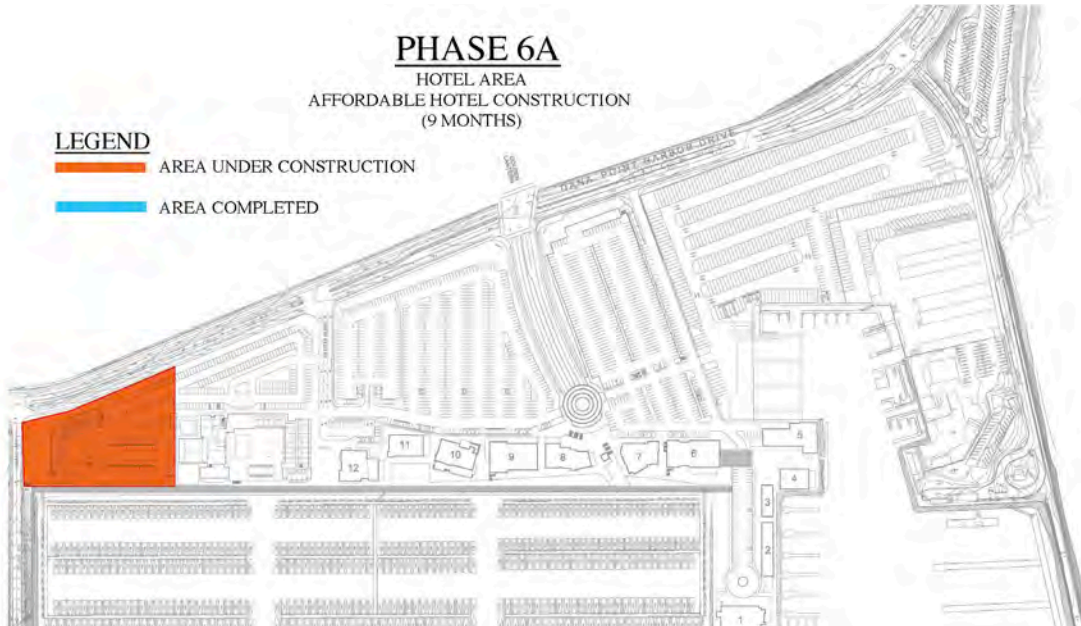 PHASE 6A
HOTEL AREA
AFFORDABLE HOTEL CONSTRUCTION
(9 MONTHS)
LEGEND
AREA UNDER CONSTRUCTION
AREA COMPLETED
DANA POINT HARBOR DRIVE
11
10
9
8
7
6
5
12
4
3
2
1